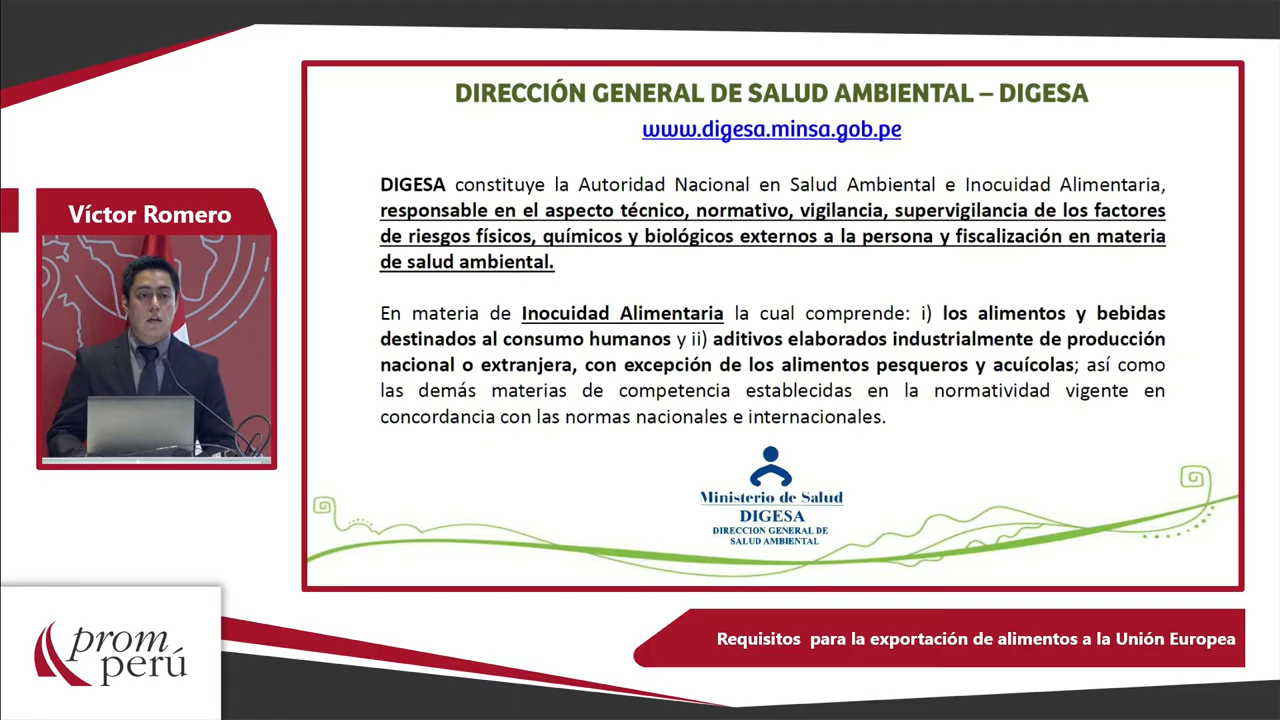 DIRECCIÓN GENERAL DE SALUD AMBIENTAL – DIGESA
www.digesa.minsa.gob.pe
Víctor Romero
DIGESA constituye la Autoridad Nacional en Salud Ambiental e Inocuidad Alimentaria,
responsable en el aspecto técnico, normativo, vigilancia, supervigilancia de los factores
de riesgos físicos, químicos y biológicos externos a la persona y fiscalización en materia
de salud ambiental.
En materia de Inocuidad Alimentaria la cual comprende: i) los alimentos y bebidas
destinados al consumo humanos y ii) aditivos elaborados industrialmente de producción
nacional o extranjera, con excepción de los alimentos pesqueros y acuícolas; así como
las demás materias de competencia establecidas en la normatividad vigente en
concordancia con las normas nacionales e internacionales.
Ministerio de Salud
DIGESA
DIRECCION GENERAL DE
SALUD AMBIENTAL
prom
perú
Requisitos para la exportación de alimentos a la Unión Europea